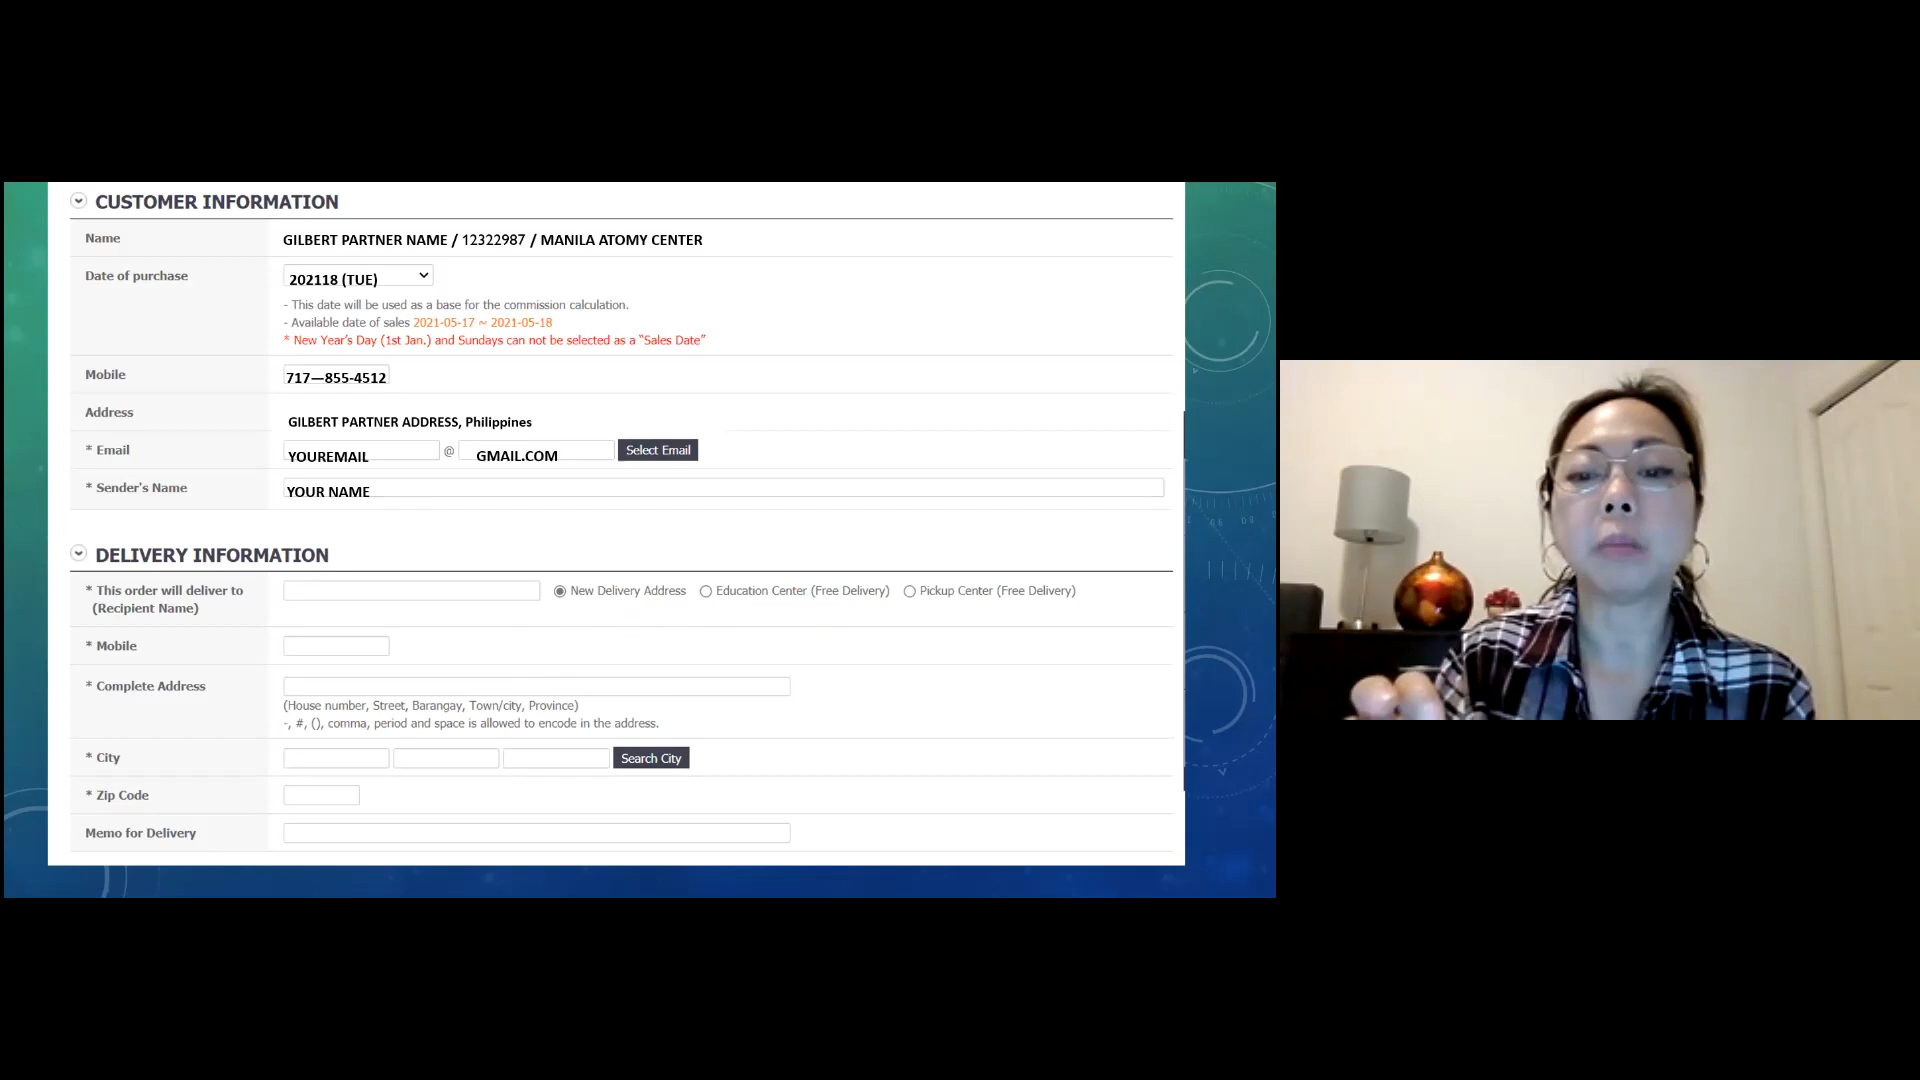 CUSTOMER INFORMATION
Name GILBERT PARTNER NAME / 12322987 / MANILA ATOMY CENTER
Date of purchase 202118 (TUE)
- This date will be used as a base for the commission calculation.
- Available date of sales 2021-05-17 ~ 2021-05-18
* New Year's Day (1st Jan.) and Sundays can not be selected as a “Sales Date”
Mobile 717—855-4512
Address GILBERT PARTNER ADDRESS, Philippines
* Email YOUREMAIL @ GMAIL.COM Select Email
* Sender's Name YOUR NAME
DELIVERY INFORMATION
* This order will deliver to New Delivery Address Education Center (Free Delivery) Pickup Center (Free Delivery)
(Recipient Name)
* Mobile
* Complete Address
(House number, Street, Barangay, Town/city, Province)
-, #, (), comma, period and space is allowed to encode in the address.
* City Search City
* Zip Code
Memo for Delivery